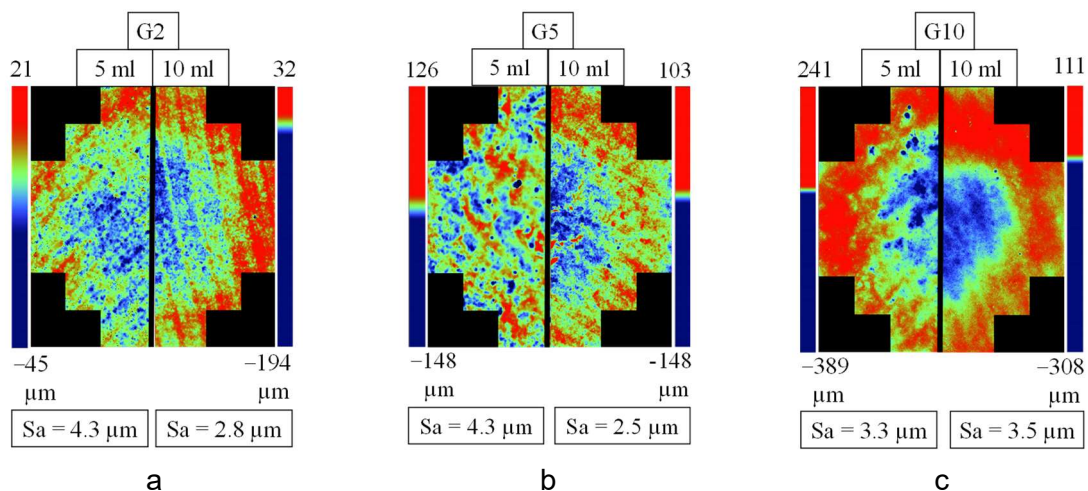 G2
5 ml 10 ml
21 32
−45 −194
µm µm
Sa = 4.3 µm Sa = 2.8 µm
a
G5
5 ml 10 ml
126 103
−148 -148
µm µm
Sa = 4.3 µm Sa = 2.5 µm
b
G10
5 ml 10 ml
241 111
−389 −308
µm µm
Sa = 3.3 µm Sa = 3.5 µm
c